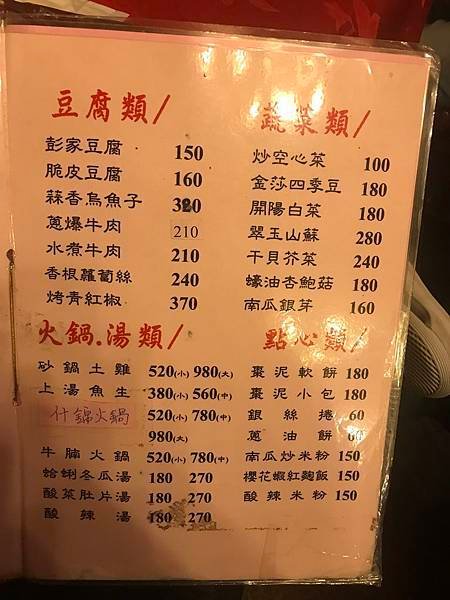 豆腐類/
彭家豆腐 150
脆皮豆腐 160
蒜香烏魚子 320
蔥爆牛肉 210
水煮牛肉 210
香根蘿蔔絲 240
烤青紅椒 370
火鍋.湯類/
砂鍋土雞 520(小) 980(大)
上湯魚生 380(小) 560(中)
什錦火鍋 520(小) 780(中)
980(大)
牛腩火鍋 520(小) 780(中)
蛤蜊冬瓜湯 180 270
酸菜肚片湯 180 270
酸辣湯 180 270
蔬菜類/
炒空心菜 100
金莎四季豆 180
開陽白菜 180
翠玉山蘇 280
干貝芥菜 240
蠔油杏鮑菇 180
南瓜銀芽 160
點心類/
棗泥軟餅 180
棗泥小包 180
銀絲捲 60
蔥油餅 60
南瓜炒米粉 150
櫻花蝦紅麴飯 150
酸辣米粉 150